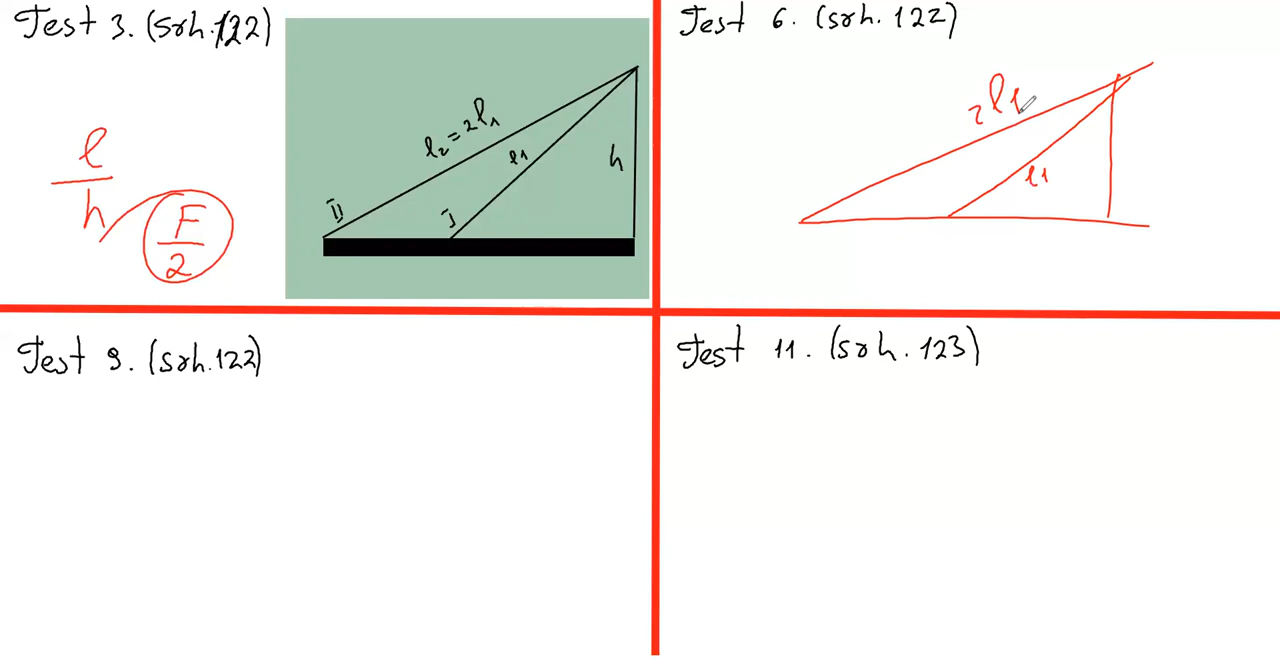 Test 3. (səh.122)
l
h
F
2
l₂=2l₁
l₁
h
II
I
Test 6. (səh.122)
2l₁
l₁
Test 9. (səh.122)
Test 11. (səh.123)